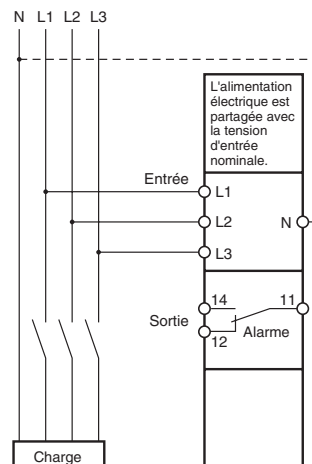 N L1 L2 L3
L'alimentation
électrique est
partagée avec
la tension
d'entrée
nominale.
Entrée
L1
L2
N
L3
14
11
Sortie
Alarme
12
Charge